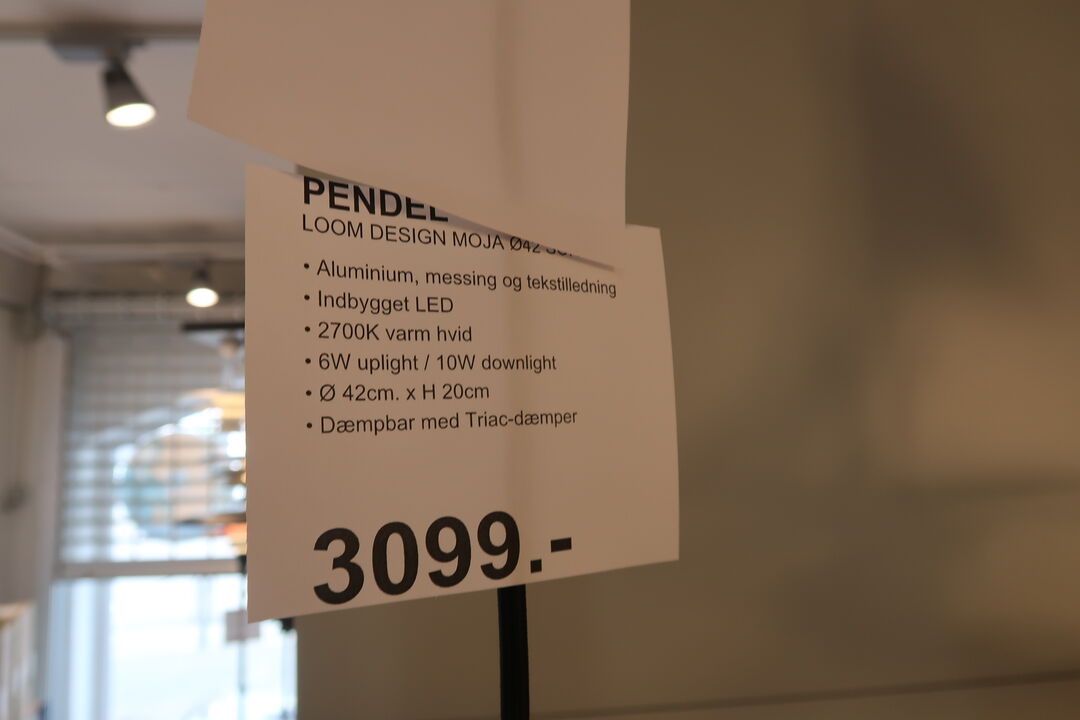 PENDEL
LOOM DESIGN MOJA Ø42
• Aluminium, messing og tekstilledning
• Indbygget LED
• 2700K varm hvid
• 6W uplight / 10W downlight
• Ø 42cm. x H 20cm
• Dæmpbar med Triac-dæmper
3099.-